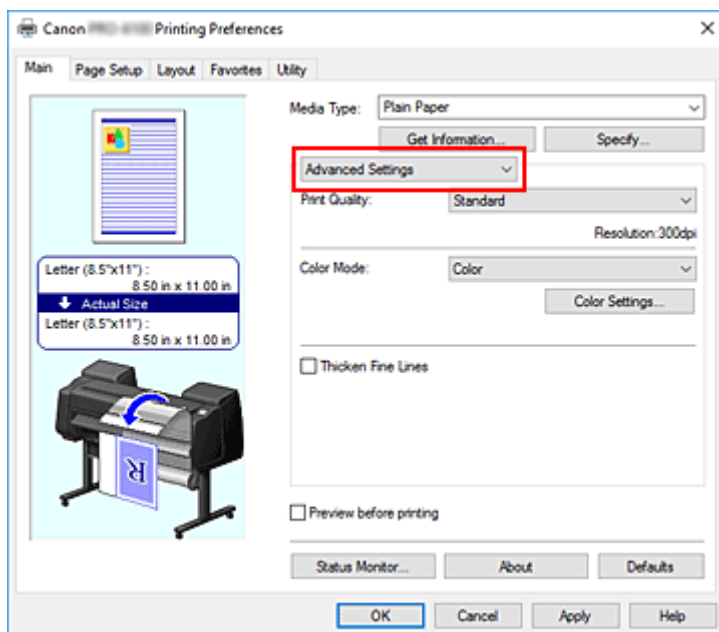 Canon Printing Preferences
Main Page Setup Layout Favorites Utility
Media Type: Plain Paper
Get Information... Specify...
Advanced Settings
Print Quality: Standard
Resolution:300dpi
Letter (8.5"x11") :
8.50 in x 11.00 in
Actual Size
Letter (8.5"x11") :
8.50 in x 11.00 in
Color Mode: Color
Color Settings...
Thicken Fine Lines
R
Preview before printing
Status Monitor... About Defaults
OK Cancel Apply Help